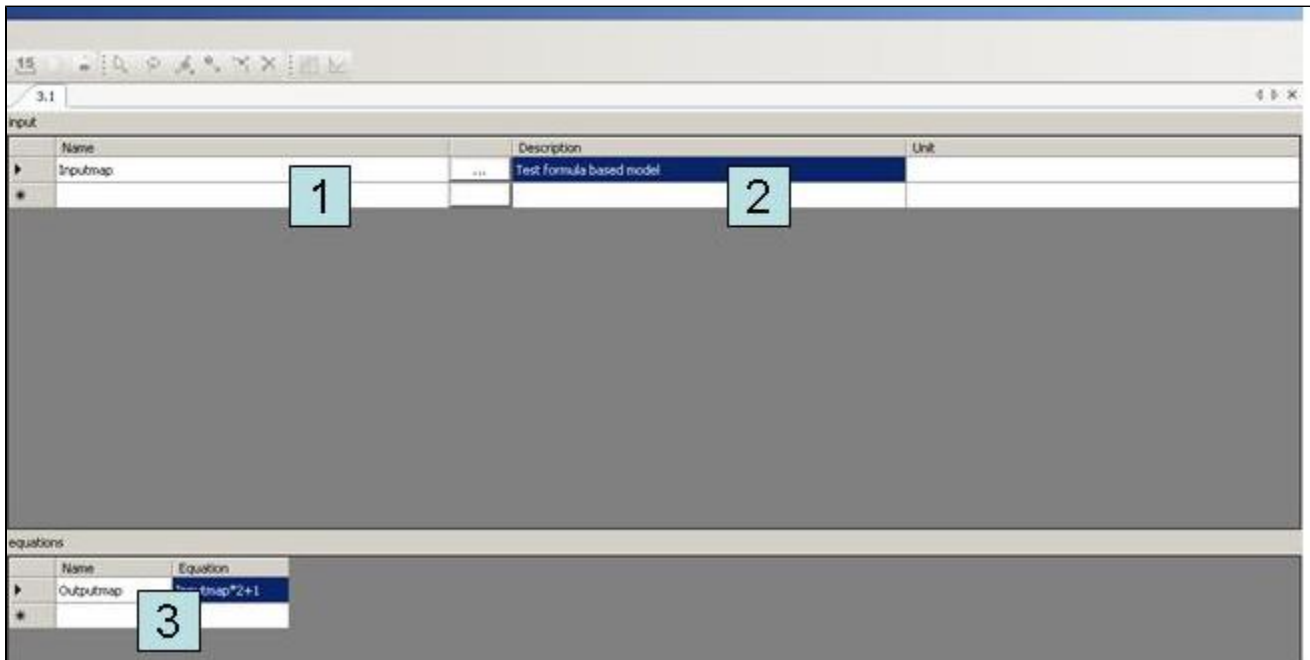 15
3.1
input
Name Description Unit
Inputmap ... Test formula based model
1 2
equations
Name Equation
Outputmap Inputmap*2+1
3